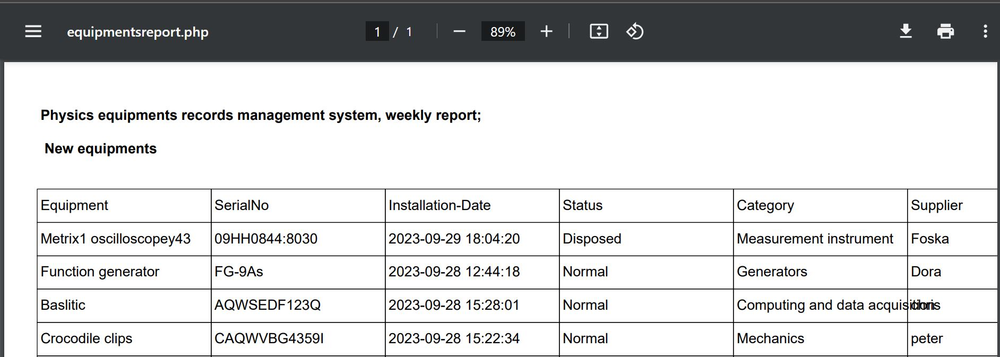 equipmentsreport.php 1 / 1 89%
Physics equipments records management system, weekly report;
New equipments
Equipment SerialNo Installation-Date Status Category Supplier
Metrix1 oscilloscopey43 09HH0844:8030 2023-09-29 18:04:20 Disposed Measurement instrument Foska
Function generator FG-9As 2023-09-28 12:44:18 Normal Generators Dora
Baslitic AQWSEDF123Q 2023-09-28 15:28:01 Normal Computing and data acquisitions chris
Crocodile clips CAQWVBG4359I 2023-09-28 15:22:34 Normal Mechanics peter